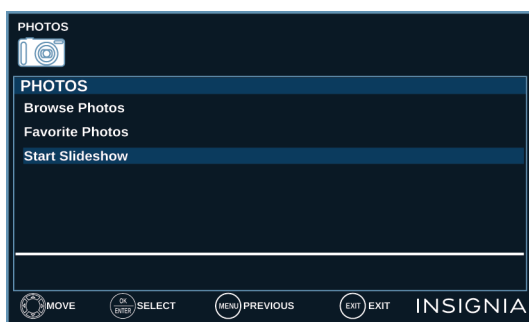 PHOTOS
PHOTOS
Browse Photos
Favorite Photos
Start Slideshow
MOVE OK ENTER SELECT MENU PREVIOUS EXIT EXIT INSIGNIA